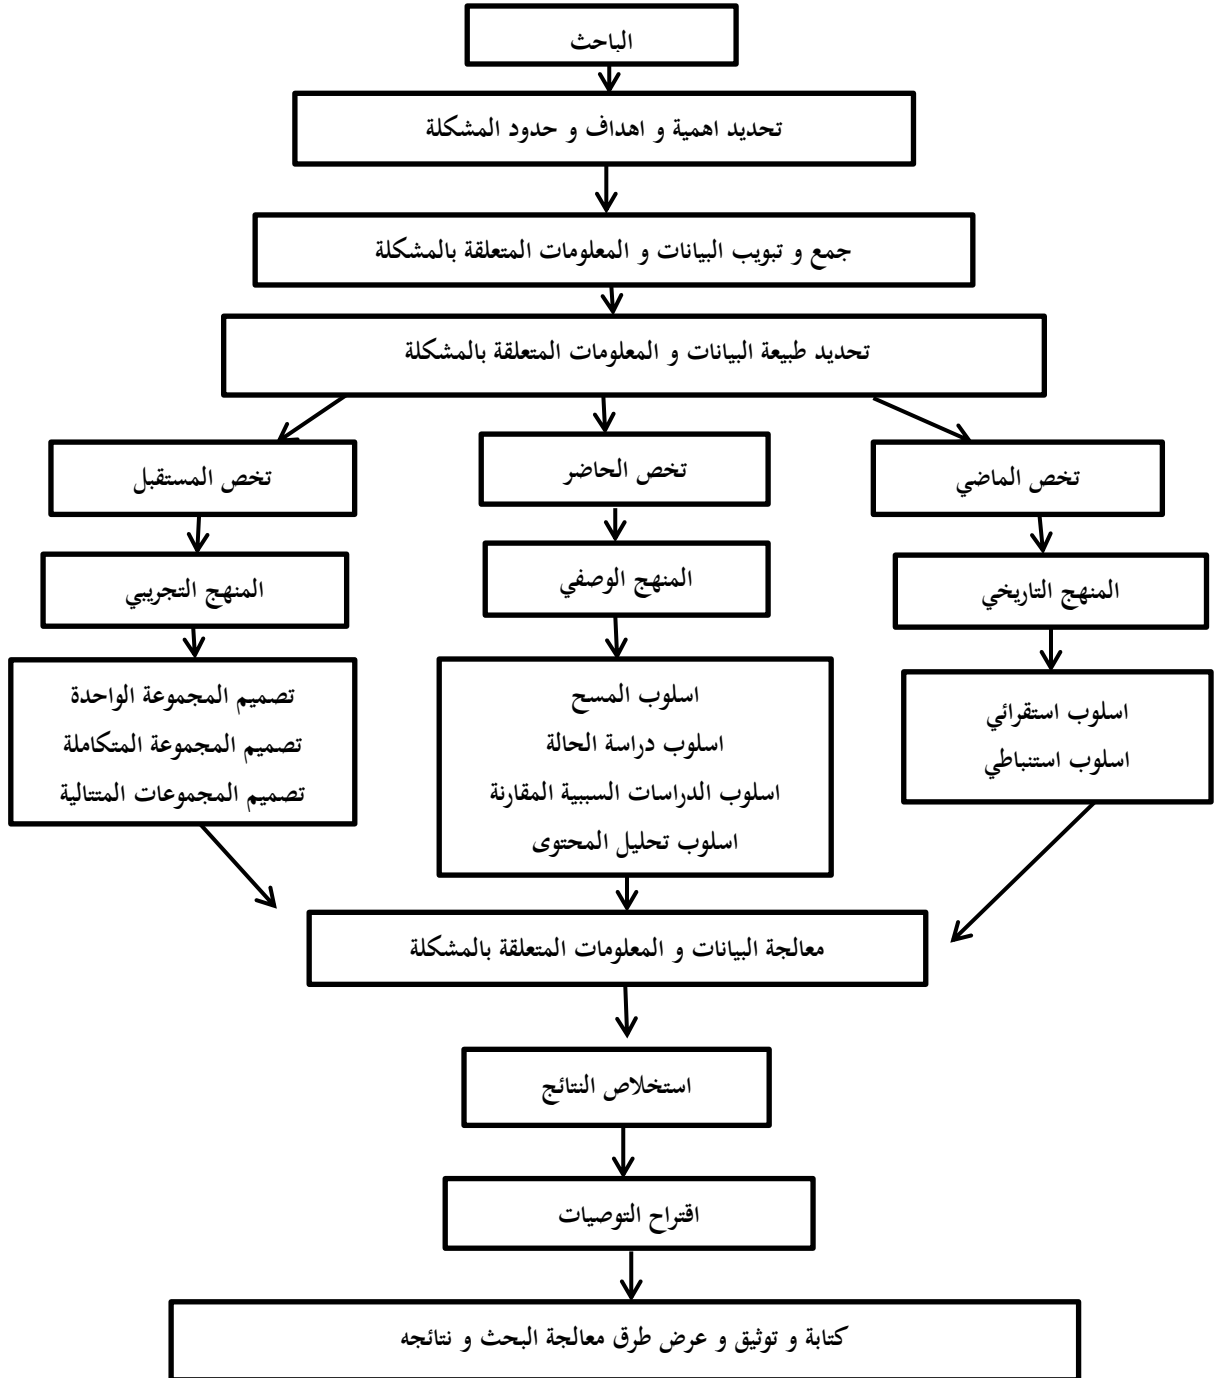 الباحث
تحديد اهمية و اهداف و حدود المشكلة
جمع و تبويب البيانات و المعلومات المتعلقة بالمشكلة
تحديد طبيعة البيانات و المعلومات المتعلقة بالمشكلة
تخص الماضي
تخص الحاضر
تخص المستقبل
المنهج التاريخي
المنهج الوصفي
المنهج التجريبي
اسلوب استقرائي
اسلوب استنباطي
اسلوب المسح
اسلوب دراسة الحالة
اسلوب الدراسات السببية المقارنة
اسلوب تحليل المحتوى
تصميم المجموعة الواحدة
تصميم المجموعة المتكاملة
تصميم المجموعات المتتالية
معالجة البيانات و المعلومات المتعلقة بالمشكلة
استخلاص النتائج
اقتراح التوصيات
كتابة و توثيق و عرض طرق معالجة البحث و نتائجه